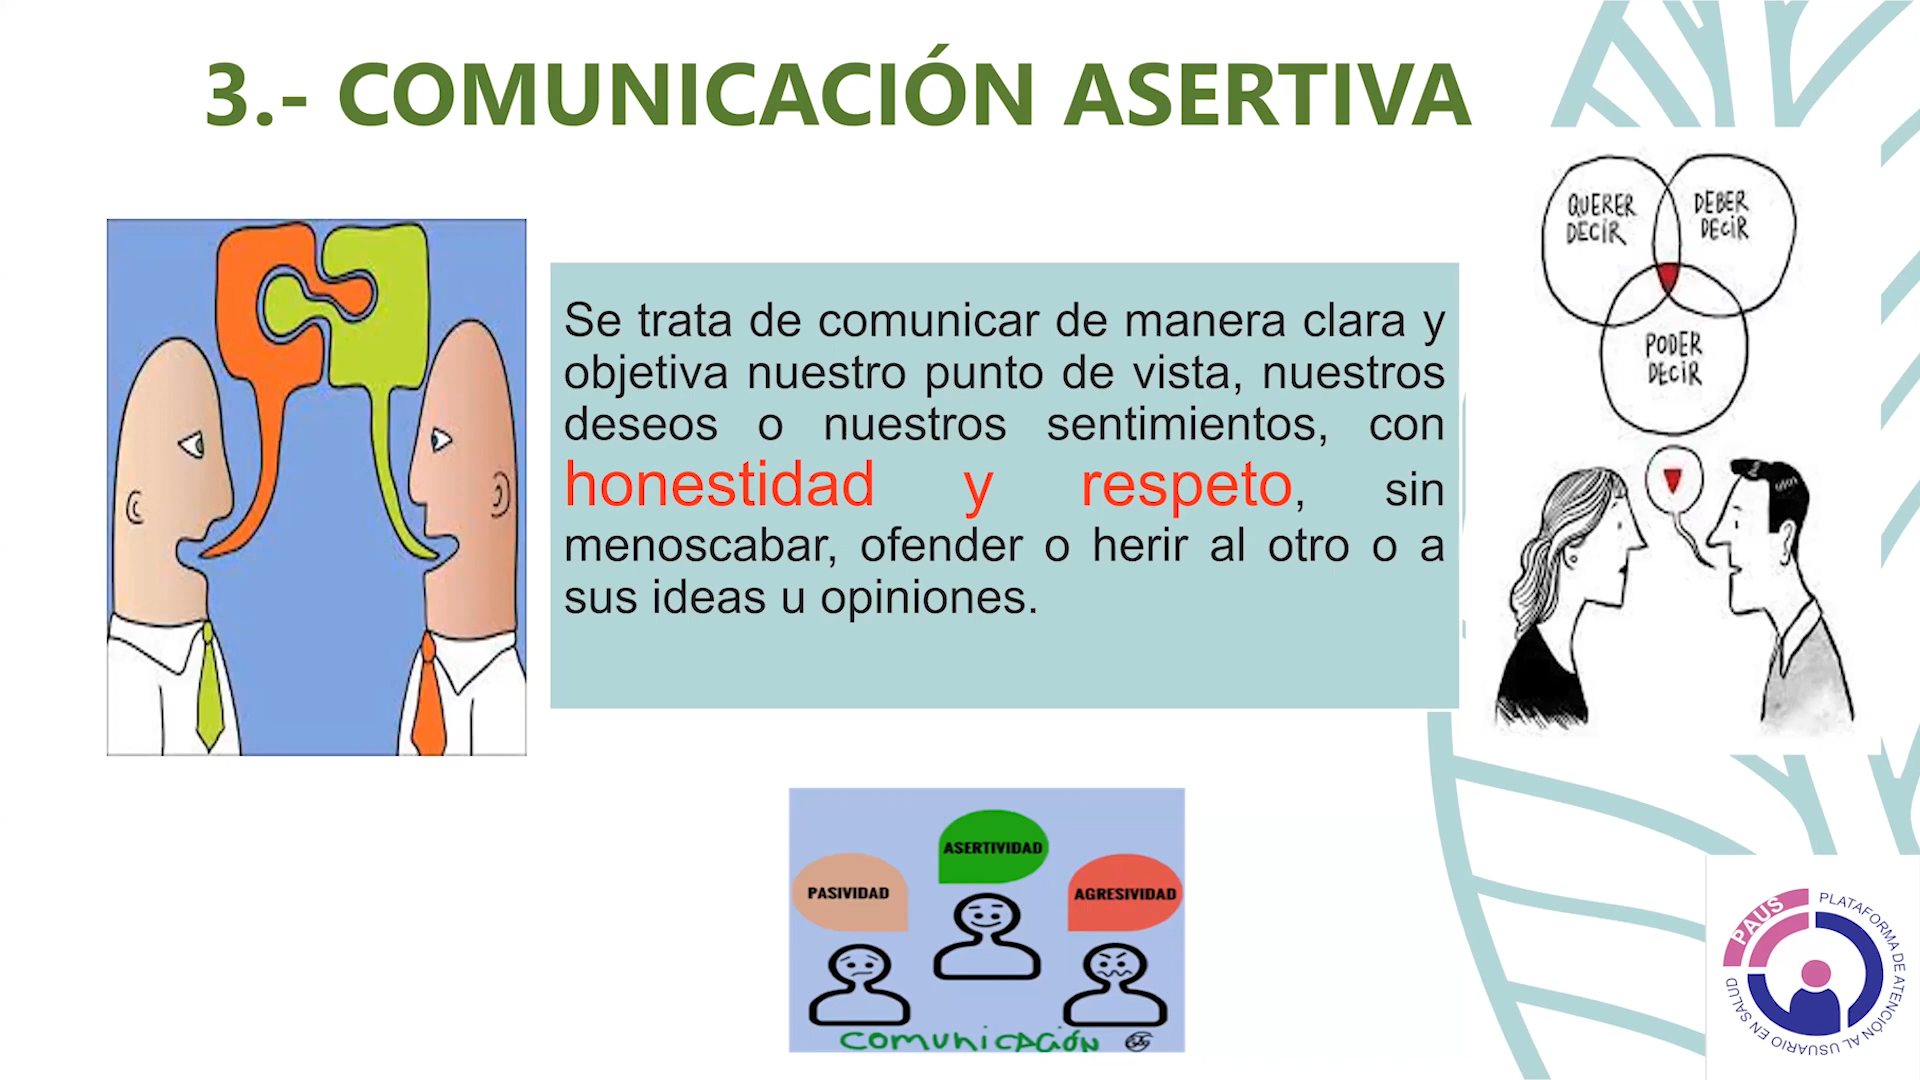 3.- COMUNICACIÓN ASERTIVA
QUERER
DECIR
DEBER
DECIR
PODER
DECIR
Se trata de comunicar de manera clara y
objetiva nuestro punto de vista, nuestros
deseos o nuestros sentimientos, con
honestidad y respeto, sin
menoscabar, ofender o herir al otro o a
sus ideas u opiniones.
ASERTIVIDAD
PASIVIDAD
AGRESIVIDAD
comunicación
PAUS
PLATAFORMA DE ATENCIÓN AL USUARIO EN SALUD